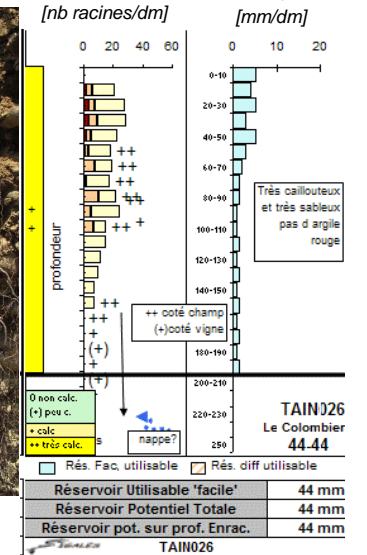 [nb racines/dm]
[mm/dm]
0 20 40 60
0 10 20
0-10
20-30
40-50
++
60-70
++
++
80-90
++
++
+
+
+
++
100-110
120-130
140-150
++
++
+
(+)
180-190
+
(+)
200-210
220-230
250
profondeur
Très caillouteux
et très sableux
pas d argile
rouge
++ coté champ
(+)coté vigne
nappe?
0 non calc.
(+) peu c.
+ calc
++ très calc.
s
TAIN026
Le Colombier
44-44
Rés. Fac, utilisable
Rés. diff utilisable
Réservoir Utilisable 'facile' 44 mm
Réservoir Potentiel Totale 44 mm
Réservoir pot. sur prof. Enrac. 44 mm
SIGALES
TAIN026